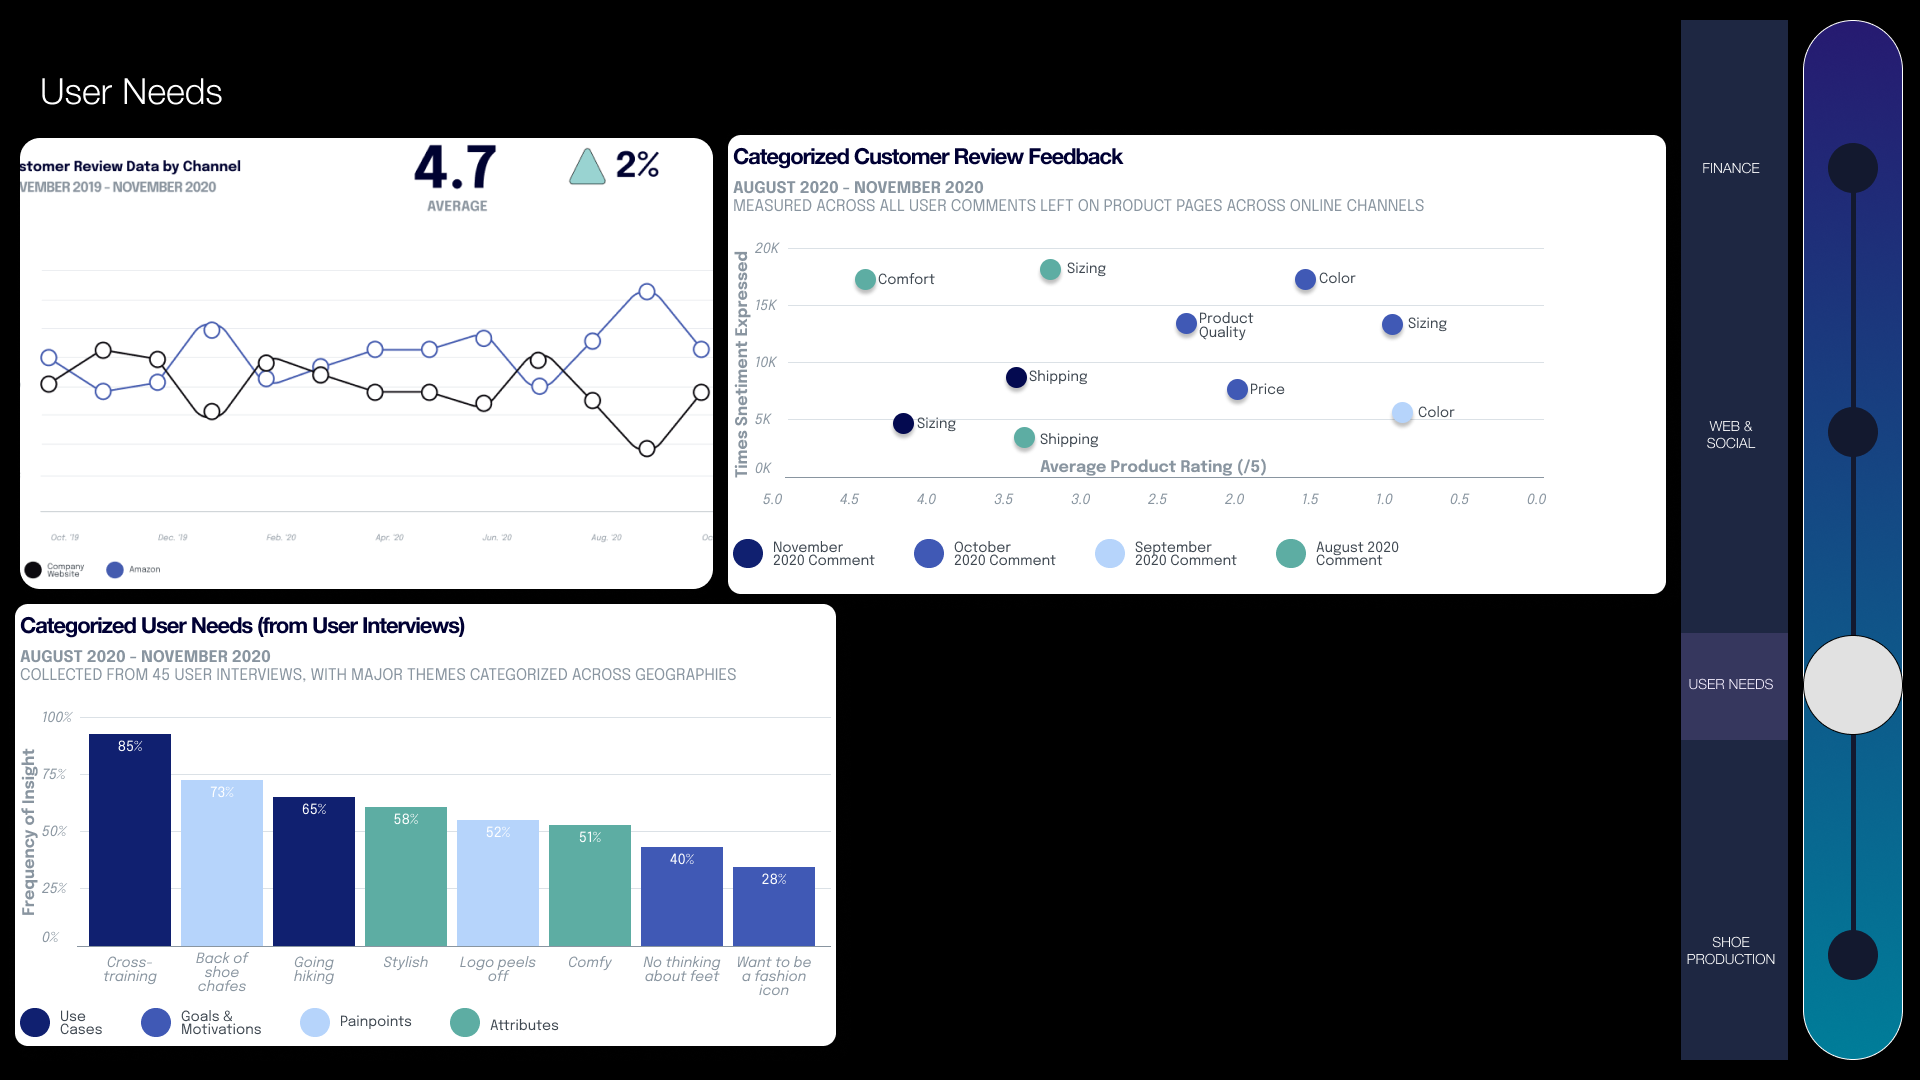 User Needs
stomer Review Data by Channel
VEMBER 2019 - NOVEMBER 2020
4.7
AVERAGE
2%
Oct. '19
Dec. '19
Feb. '20
Apr. '20
Jun. '20
Aug. '20
Oc
Company
Website
Amazon
Categorized Customer Review Feedback
AUGUST 2020 - NOVEMBER 2020
MEASURED ACROSS ALL USER COMMENTS LEFT ON PRODUCT PAGES ACROSS ONLINE CHANNELS
Times Snetiment Expressed
20K
15K
10K
5K
0K
Comfort
Sizing
Color
Product
Quality
Sizing
Shipping
Price
Color
Sizing
Shipping
Average Product Rating (/5)
5.0
4.5
4.0
3.5
3.0
2.5
2.0
1.5
1.0
0.5
0.0
November
2020 Comment
October
2020 Comment
September
2020 Comment
August 2020
Comment
Categorized User Needs (from User Interviews)
AUGUST 2020 - NOVEMBER 2020
COLLECTED FROM 45 USER INTERVIEWS, WITH MAJOR THEMES CATEGORIZED ACROSS GEOGRAPHIES
Frequency of Insight
100%
75%
50%
25%
0%
85%
73%
65%
58%
52%
51%
40%
28%
Cross-
training
Back of
shoe
chafes
Going
hiking
Stylish
Logo peels
off
Comfy
No thinking
about feet
Want to be
a fashion
icon
Use
Cases
Goals &
Motivations
Painpoints
Attributes
FINANCE
WEB &
SOCIAL
USER NEEDS
SHOE
PRODUCTION